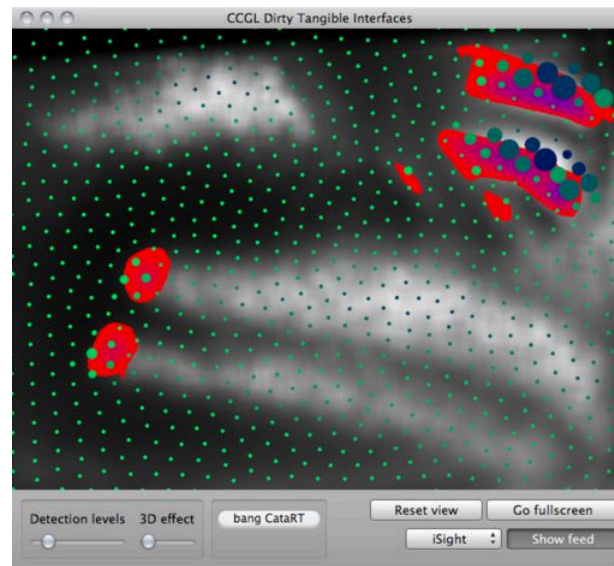 CCGL Dirty Tangible Interfaces
Detection levels
3D effect
bang CataRT
Reset view
Go fullscreen
iSight
Show feed